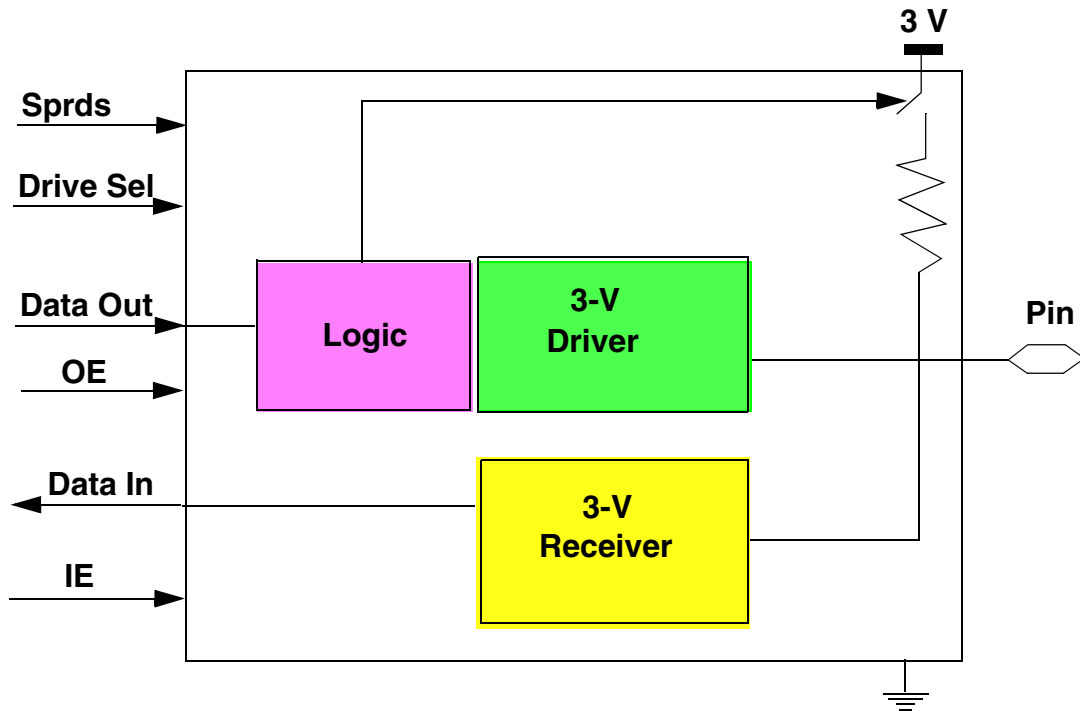 3 V
Sprds
Drive Sel
Data Out
OE
Data In
IE
Logic
3-V
Driver
3-V
Receiver
Pin